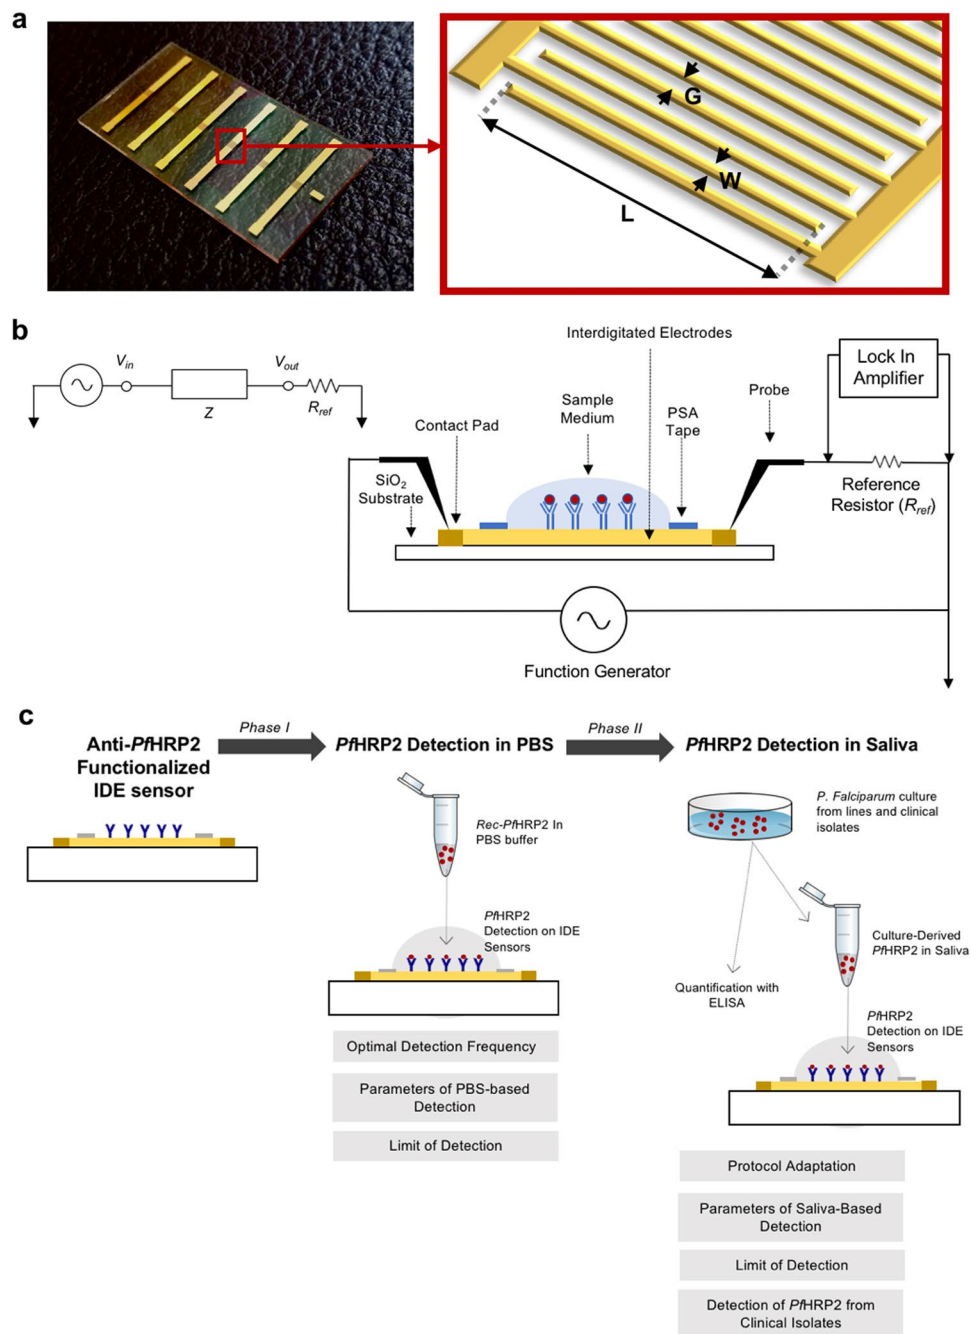 a
G
W
L
b
Vin
Vout
Z
Rref
Interdigitated Electrodes
Lock In
Amplifier
Sample
Medium
PSA
Tape
Probe
Contact Pad
SiO2
Substrate
Reference
Resistor (Rref)
Function Generator
c
Phase I
Phase II
Anti-PfHRP2
Functionalized
IDE sensor
PfHRP2 Detection in PBS
PfHRP2 Detection in Saliva
Rec-PfHRP2 In
PBS buffer
PfHRP2
Detection on IDE
Sensors
Optimal Detection Frequency
Parameters of PBS-based
Detection
Limit of Detection
P. Falciparum culture
from lines and clinical
isolates
Culture-Derived
PfHRP2 in Saliva
Quantification with
ELISA
PfHRP2
Detection on IDE
Sensors
Protocol Adaptation
Parameters of Saliva-Based
Detection
Limit of Detection
Detection of PfHRP2 from
Clinical Isolates